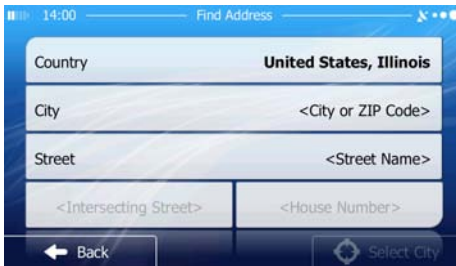 14:00 Find Address
Country United States, Illinois
City <City or ZIP Code>
Street <Street Name>
<Intersecting Street> <House Number>
Back Select City